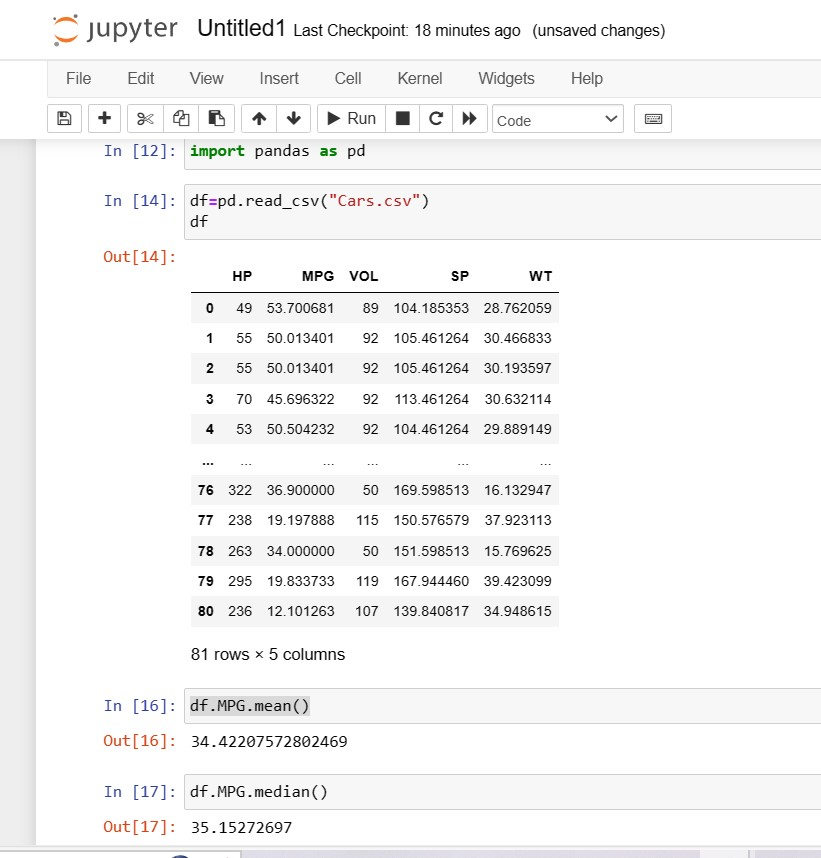 jupyter Untitled1 Last Checkpoint: 18 minutes ago (unsaved changes)
File Edit View Insert Cell Kernel Widgets Help
Run Code
In [12]: import pandas as pd
In [14]: df=pd.read_csv("Cars.csv")
df
Out[14]:
HP MPG VOL SP WT
0 49 53.700681 89 104.185353 28.762059
1 55 50.013401 92 105.461264 30.466833
2 55 50.013401 92 105.461264 30.193597
3 70 45.696322 92 113.461264 30.632114
4 53 50.504232 92 104.461264 29.889149
... ... ... ... ... ...
76 322 36.900000 50 169.598513 16.132947
77 238 19.197888 115 150.576579 37.923113
78 263 34.000000 50 151.598513 15.769625
79 295 19.833733 119 167.944460 39.423099
80 236 12.101263 107 139.840817 34.948615
81 rows × 5 columns
In [16]: df.MPG.mean()
Out[16]: 34.42207572802469
In [17]: df.MPG.median()
Out[17]: 35.15272697